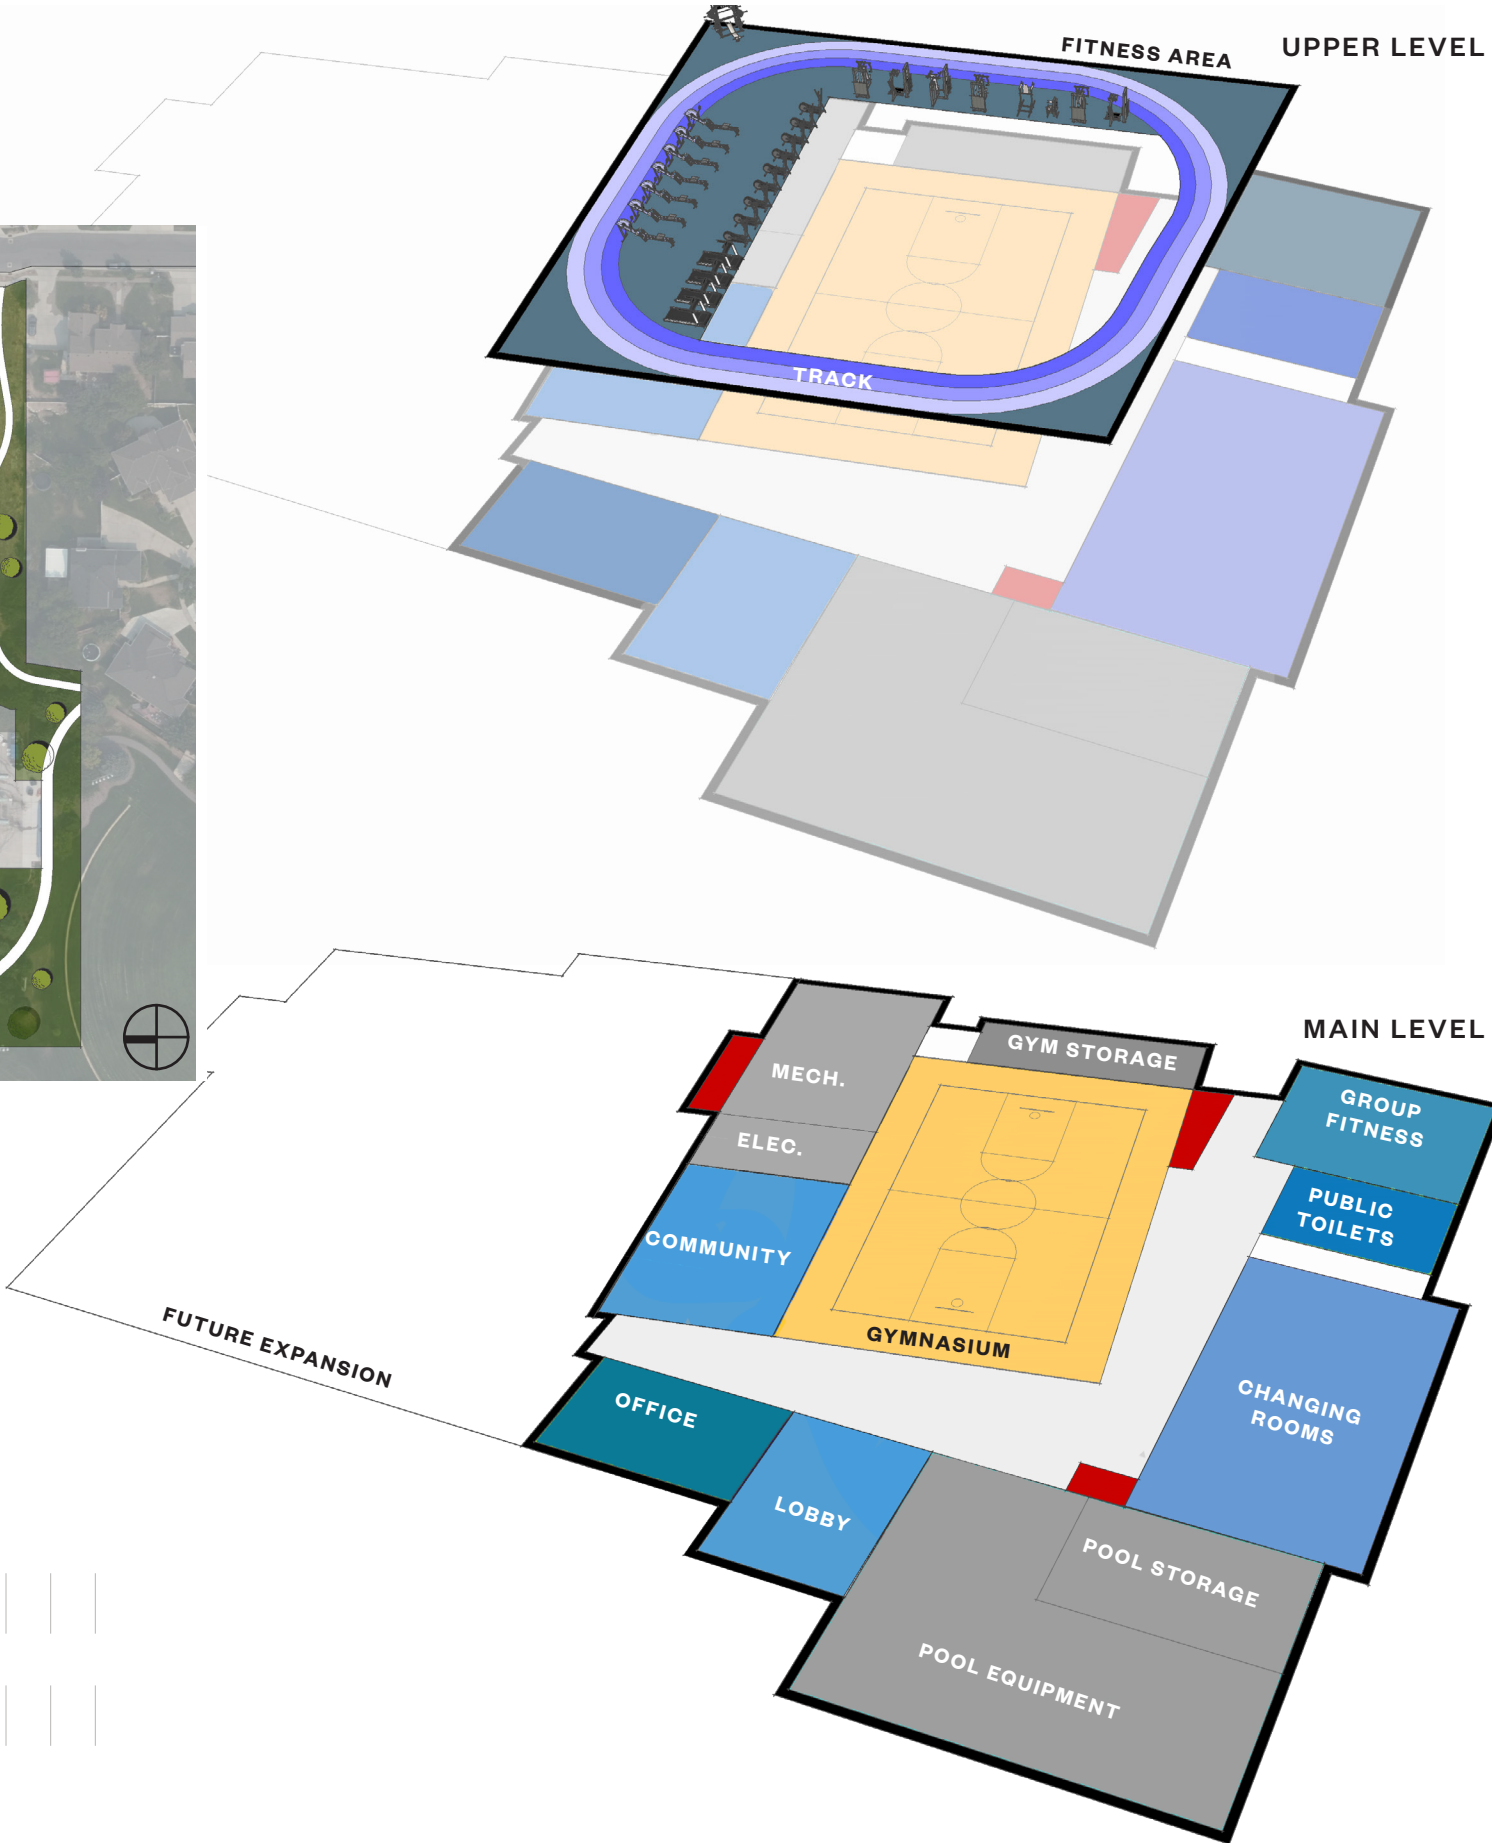 FITNESS AREA
UPPER LEVEL
TRACK
MAIN LEVEL
GYM STORAGE
MECH.
GROUP
FITNESS
ELEC.
PUBLIC
TOILETS
COMMUNITY
GYMNASIUM
FUTURE EXPANSION
OFFICE
CHANGING
ROOMS
LOBBY
POOL STORAGE
POOL EQUIPMENT